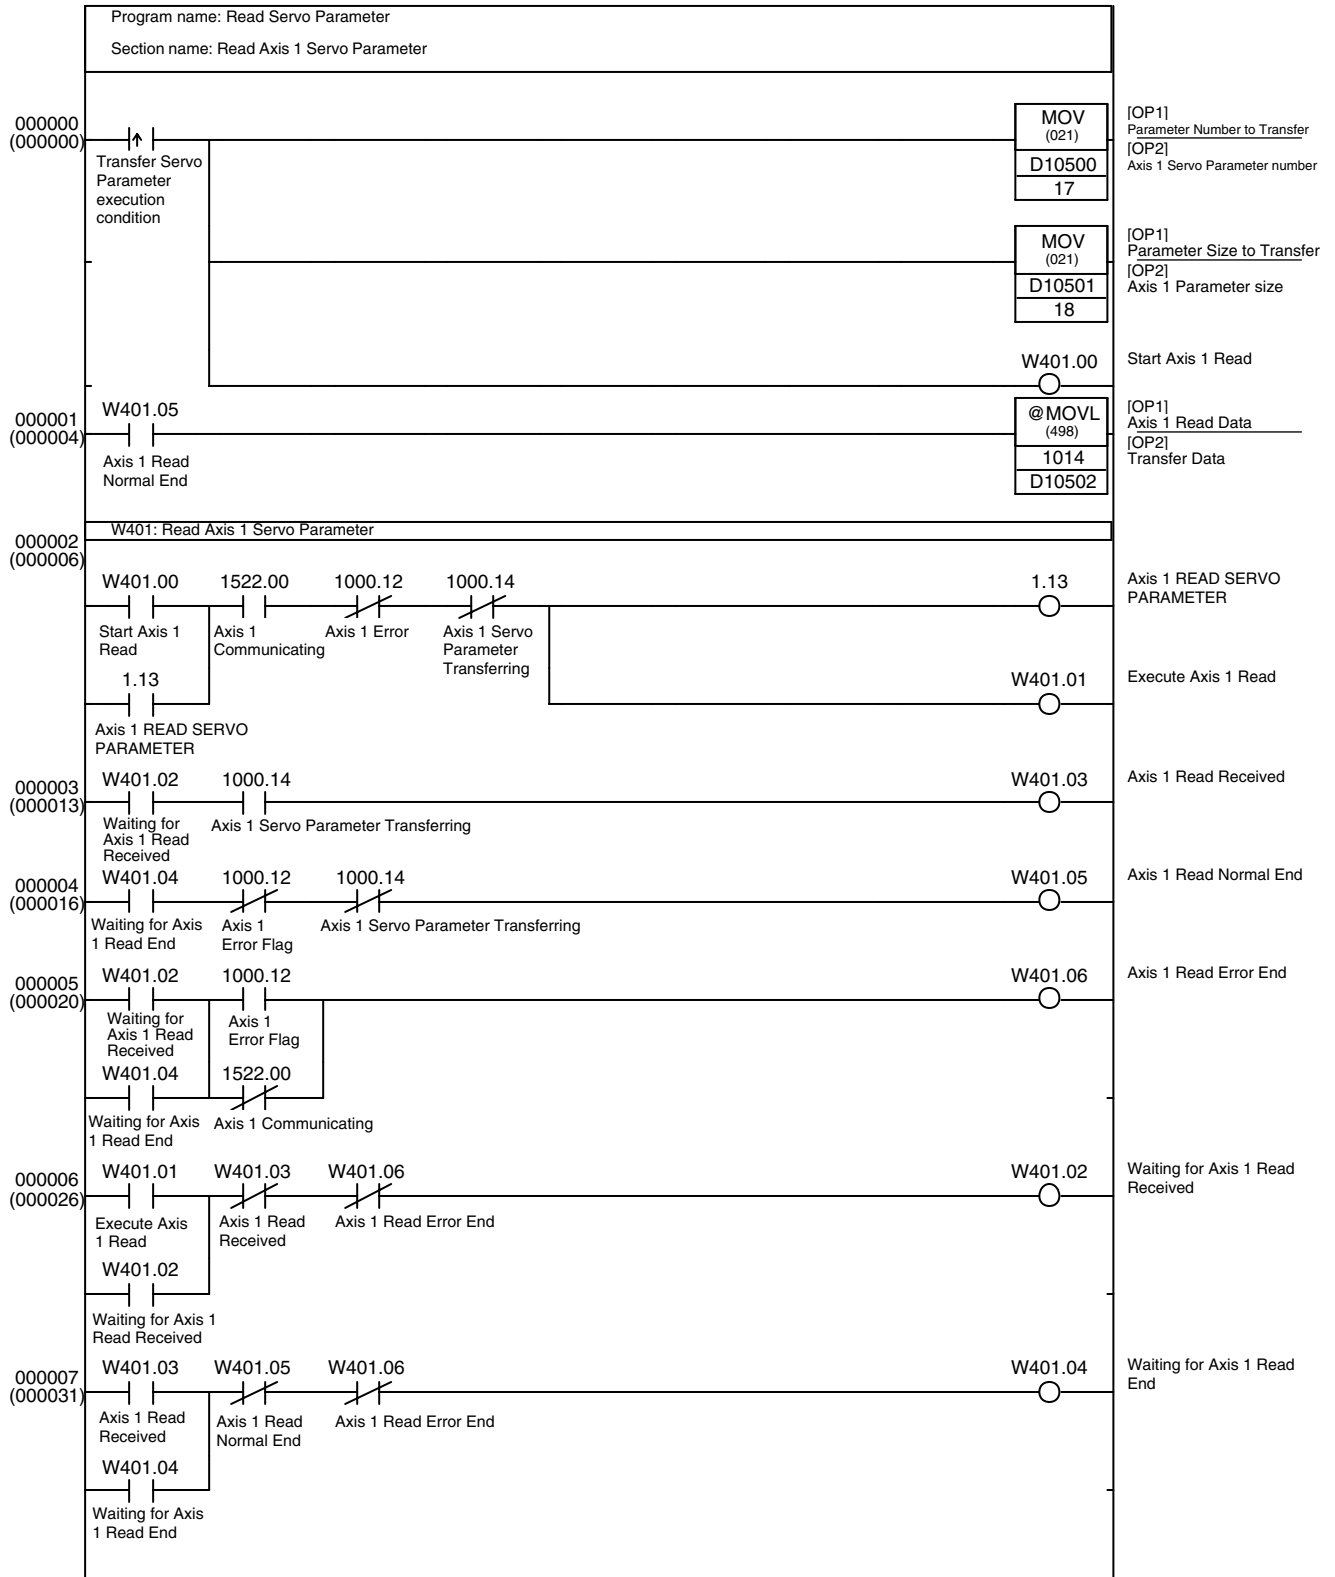 Program name: Read Servo Parameter
Section name: Read Axis 1 Servo Parameter
000000
(000000)
Transfer Servo
Parameter
execution
condition
MOV
(021)
D10500
17
[OP1]
Parameter Number to Transfer
[OP2]
Axis 1 Servo Parameter number
MOV
(021)
D10501
18
[OP1]
Parameter Size to Transfer
[OP2]
Axis 1 Parameter size
W401.00
Start Axis 1 Read
000001
(000004)
W401.05
Axis 1 Read
Normal End
@MOVL
(498)
1014
D10502
[OP1]
Axis 1 Read Data
[OP2]
Transfer Data
W401: Read Axis 1 Servo Parameter
000002
(000006)
W401.00 1522.00 1000.12 1000.14 1.13
Start Axis 1
Read
Axis 1
Communicating
Axis 1 Error
Axis 1 Servo
Parameter
Transferring
Axis 1 READ SERVO
PARAMETER
1.13
Axis 1 READ SERVO
PARAMETER
W401.01
Execute Axis 1 Read
000003
(000013)
W401.02 1000.14 W401.03
Waiting for
Axis 1 Read
Received
Axis 1 Servo Parameter Transferring
Axis 1 Read Received
000004
(000016)
W401.04 1000.12 1000.14 W401.05
Waiting for Axis
1 Read End
Axis 1
Error Flag
Axis 1 Servo Parameter Transferring
Axis 1 Read Normal End
000005
(000020)
W401.02 1000.12 W401.06
Waiting for
Axis 1 Read
Received
Axis 1
Error Flag
Axis 1 Read Error End
W401.04 1522.00
Waiting for Axis
1 Read End
Axis 1 Communicating
000006
(000026)
W401.01 W401.03 W401.06 W401.02
Execute Axis
1 Read
Axis 1 Read
Received
Axis 1 Read Error End
Waiting for Axis 1 Read
Received
W401.02
Waiting for Axis 1
Read Received
000007
(000031)
W401.03 W401.05 W401.06 W401.04
Axis 1 Read
Received
Axis 1 Read
Normal End
Axis 1 Read Error End
Waiting for Axis 1 Read
End
W401.04
Waiting for Axis
1 Read End